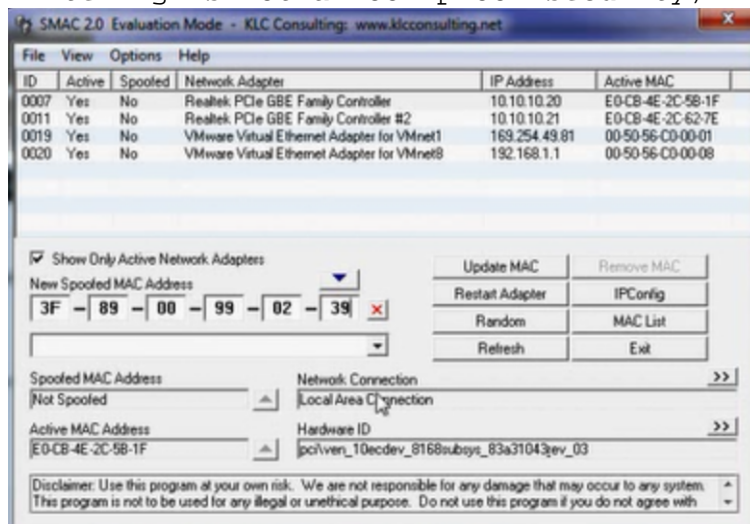 SMAC 2.0 Evaluation Mode - KLC Consulting: www.klcconsulting.net
File View Options Help
ID Active Spoofed Network Adapter IP Address Active MAC
0007 Yes No Realtek PCIe GBE Family Controller 10.10.10.20 E0-CB-4E-2C-5B-1F
0011 Yes No Realtek PCIe GBE Family Controller #2 10.10.10.21 E0-CB-4E-2C-62-7E
0019 Yes No VMware Virtual Ethernet Adapter for VMnet1 169.254.49.81 00-50-56-C0-00-01
0020 Yes No VMware Virtual Ethernet Adapter for VMnet8 192.168.1.1 00-50-56-C0-00-08
Show Only Active Network Adapters
New Spoofed MAC Address
3F - 89 - 00 - 99 - 02 - 39
Update MAC Remove MAC
Restart Adapter IPConfig
Random MAC List
Refresh Exit
Spoofed MAC Address
Not Spoofed
Network Connection >>
Local Area Connection
Active MAC Address
E0-CB-4E-2C-5B-1F
Hardware ID >>
pci\ven_10ecdev_8168subsys_83a31043rev_03
Disclaimer: Use this program at your own risk. We are not responsible for any damage that may occur to any system.
This program is not to be used for any illegal or unethical purpose. Do not use this program if you do not agree with